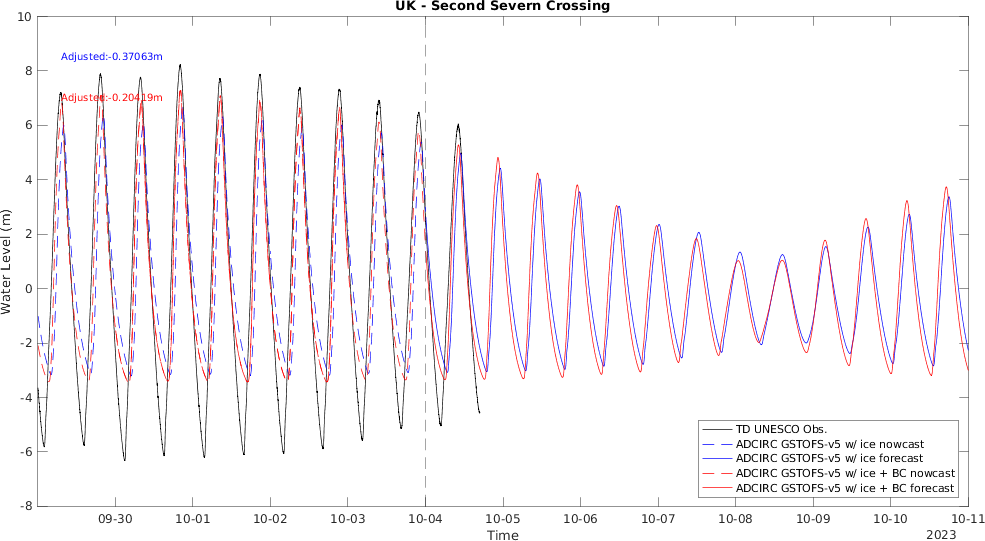 UK - Second Severn Crossing
10
8
6
4
2
0
-2
-4
-6
-8
Water Level (m)
Adjusted:-0.37063m
Adjusted:-0.20419m
TD UNESCO Obs.
ADCIRC GSTOFS-v5 w/ ice nowcast
ADCIRC GSTOFS-v5 w/ ice forecast
ADCIRC GSTOFS-v5 w/ ice + BC nowcast
ADCIRC GSTOFS-v5 w/ ice + BC forecast
09-30 10-01 10-02 10-03 10-04 10-05 10-06 10-07 10-08 10-09 10-10 10-11
Time
2023